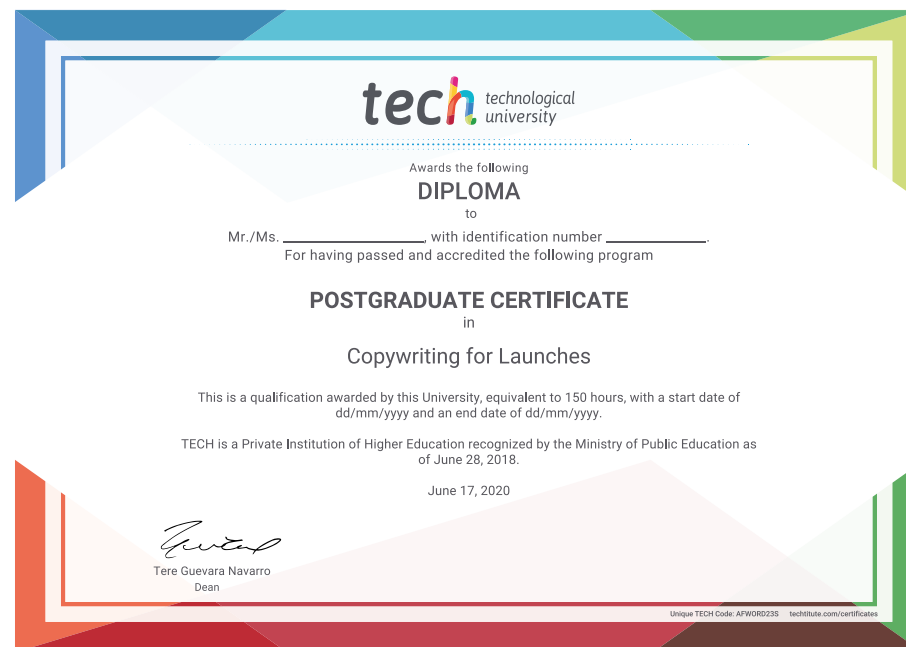 tech technological
university
Awards the following
DIPLOMA
to
Mr./Ms. ____________________, with identification number ______________.
For having passed and accredited the following program
POSTGRADUATE CERTIFICATE
in
Copywriting for Launches
This is a qualification awarded by this University, equivalent to 150 hours, with a start date of
dd/mm/yyyy and an end date of dd/mm/yyyy.
TECH is a Private Institution of Higher Education recognized by the Ministry of Public Education as
of June 28, 2018.
June 17, 2020
Tere Guevara Navarro
Dean
Unique TECH Code: AFWORD23S techtitute.com/certificates